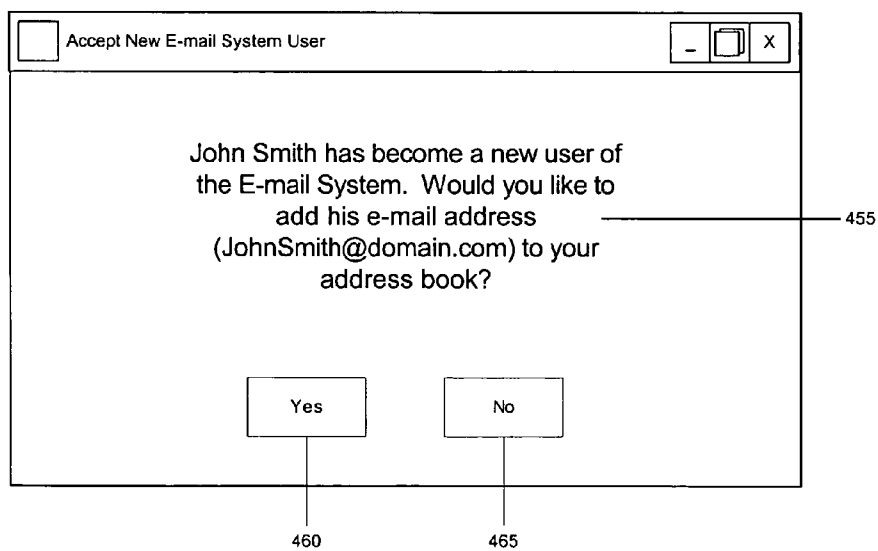 Accept New E-mail System User
_ X
John Smith has become a new user of
the E-mail System. Would you like to
add his e-mail address
(JohnSmith@domain.com) to your
address book?
455
Yes
No
460
465